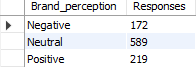 Brand_perception Responses
Negative 172
Neutral 589
Positive 219